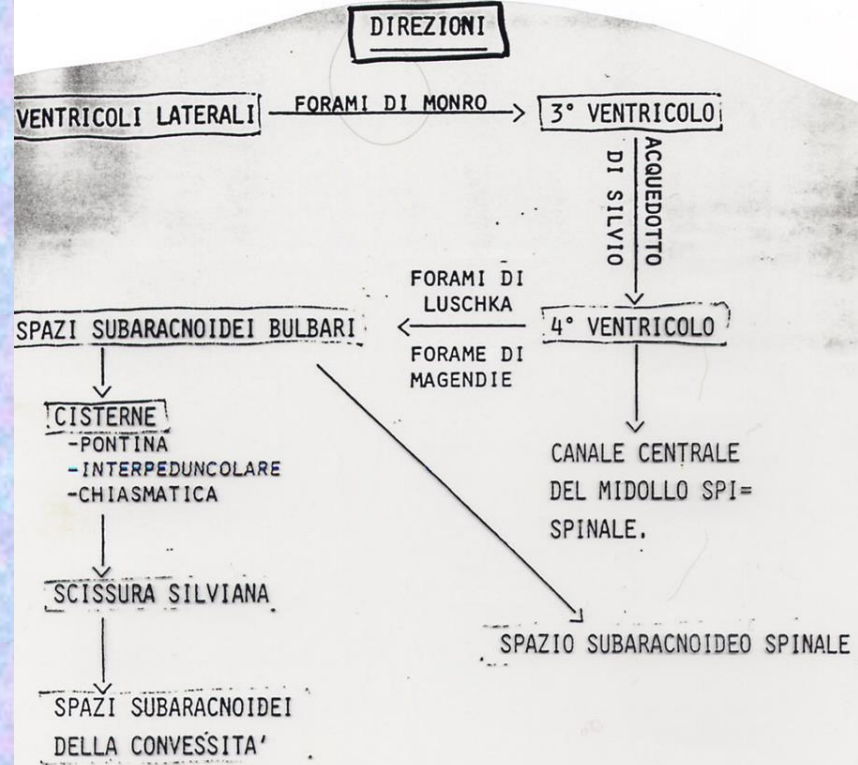 DIREZIONI
VENTRICOLI LATERALI
FORAMI DI MONRO
3° VENTRICOLO
ACQUEDOTTO
DI SILVIO
FORAMI DI
LUSCHKA
SPAZI SUBARACNOIDEI BULBARI
4° VENTRICOLO
FORAME DI
MAGENDIE
CISTERNE
-PONTINA
-INTERPEDUNCOLARE
-CHIASMATICA
CANALE CENTRALE
DEL MIDOLLO SPI=
SPINALE.
SCISSURA SILVIANA
SPAZIO SUBARACNOIDEO SPINALE
SPAZI SUBARACNOIDEI
DELLA CONVESSITA'